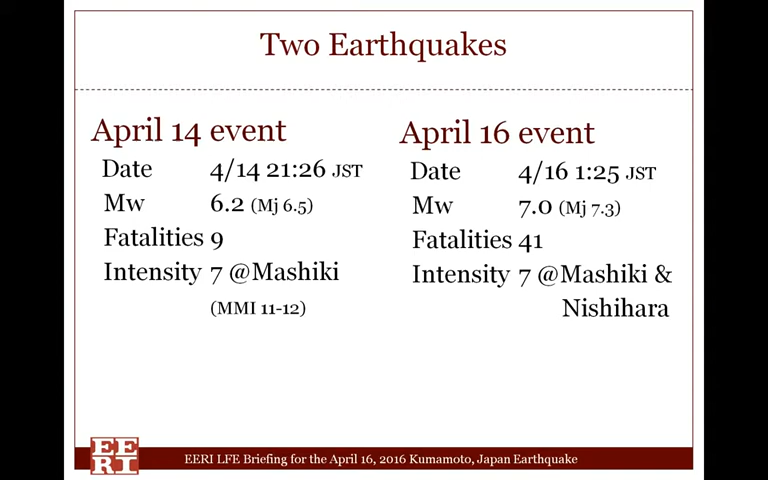 Two Earthquakes
April 14 event
Date 4/14 21:26 JST
Mw 6.2 (Mj 6.5)
Fatalities 9
Intensity 7 @Mashiki
(MMI 11-12)
April 16 event
Date 4/16 1:25 JST
Mw 7.0 (Mj 7.3)
Fatalities 41
Intensity 7 @Mashiki &
Nishihara
EE
RI
EERI LFE Briefing for the April 16, 2016 Kumamoto, Japan Earthquake